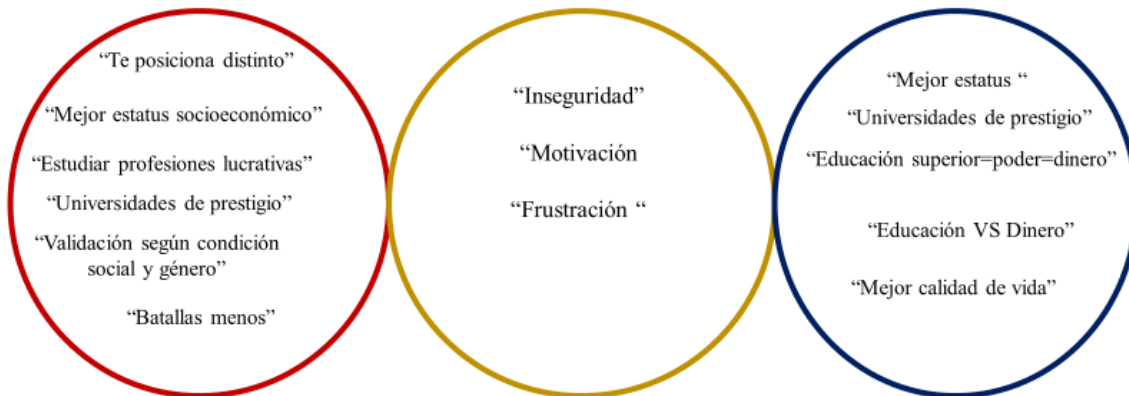 “Te posiciona distinto”
“Mejor estatus socioeconómico”
“Estudiar profesiones lucrativas”
“Universidades de prestigio”
“Validación según condición
social y género”
“Batallas menos”
“Inseguridad”
“Motivación
“Frustración “
“Mejor estatus “
“Universidades de prestigio”
“Educación superior=poder=dinero”
“Educación VS Dinero”
“Mejor calidad de vida”